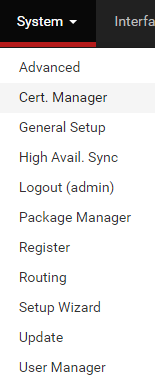 System Interfa
Advanced
Cert. Manager
General Setup
High Avail. Sync
Logout (admin)
Package Manager
Register
Routing
Setup Wizard
Update
User Manager